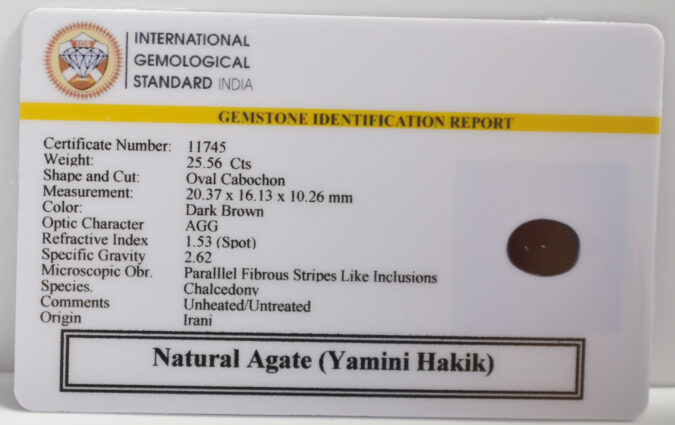 IGS
INTERNATIONAL
GEMOLOGICAL
STANDARD INDIA
GEMSTONE IDENTIFICATION REPORT
Certificate Number: 11745
Weight: 25.56 Cts
Shape and Cut: Oval Cabochon
Measurement: 20.37 x 16.13 x 10.26 mm
Color: Dark Brown
Optic Character AGG
Refractive Index 1.53 (Spot)
Specific Gravity 2.62
Microscopic Obr. Paralllel Fibrous Stripes Like Inclusions
Species. Chalcedony
Comments Unheated/Untreated
Origin Irani
Natural Agate (Yamini Hakik)